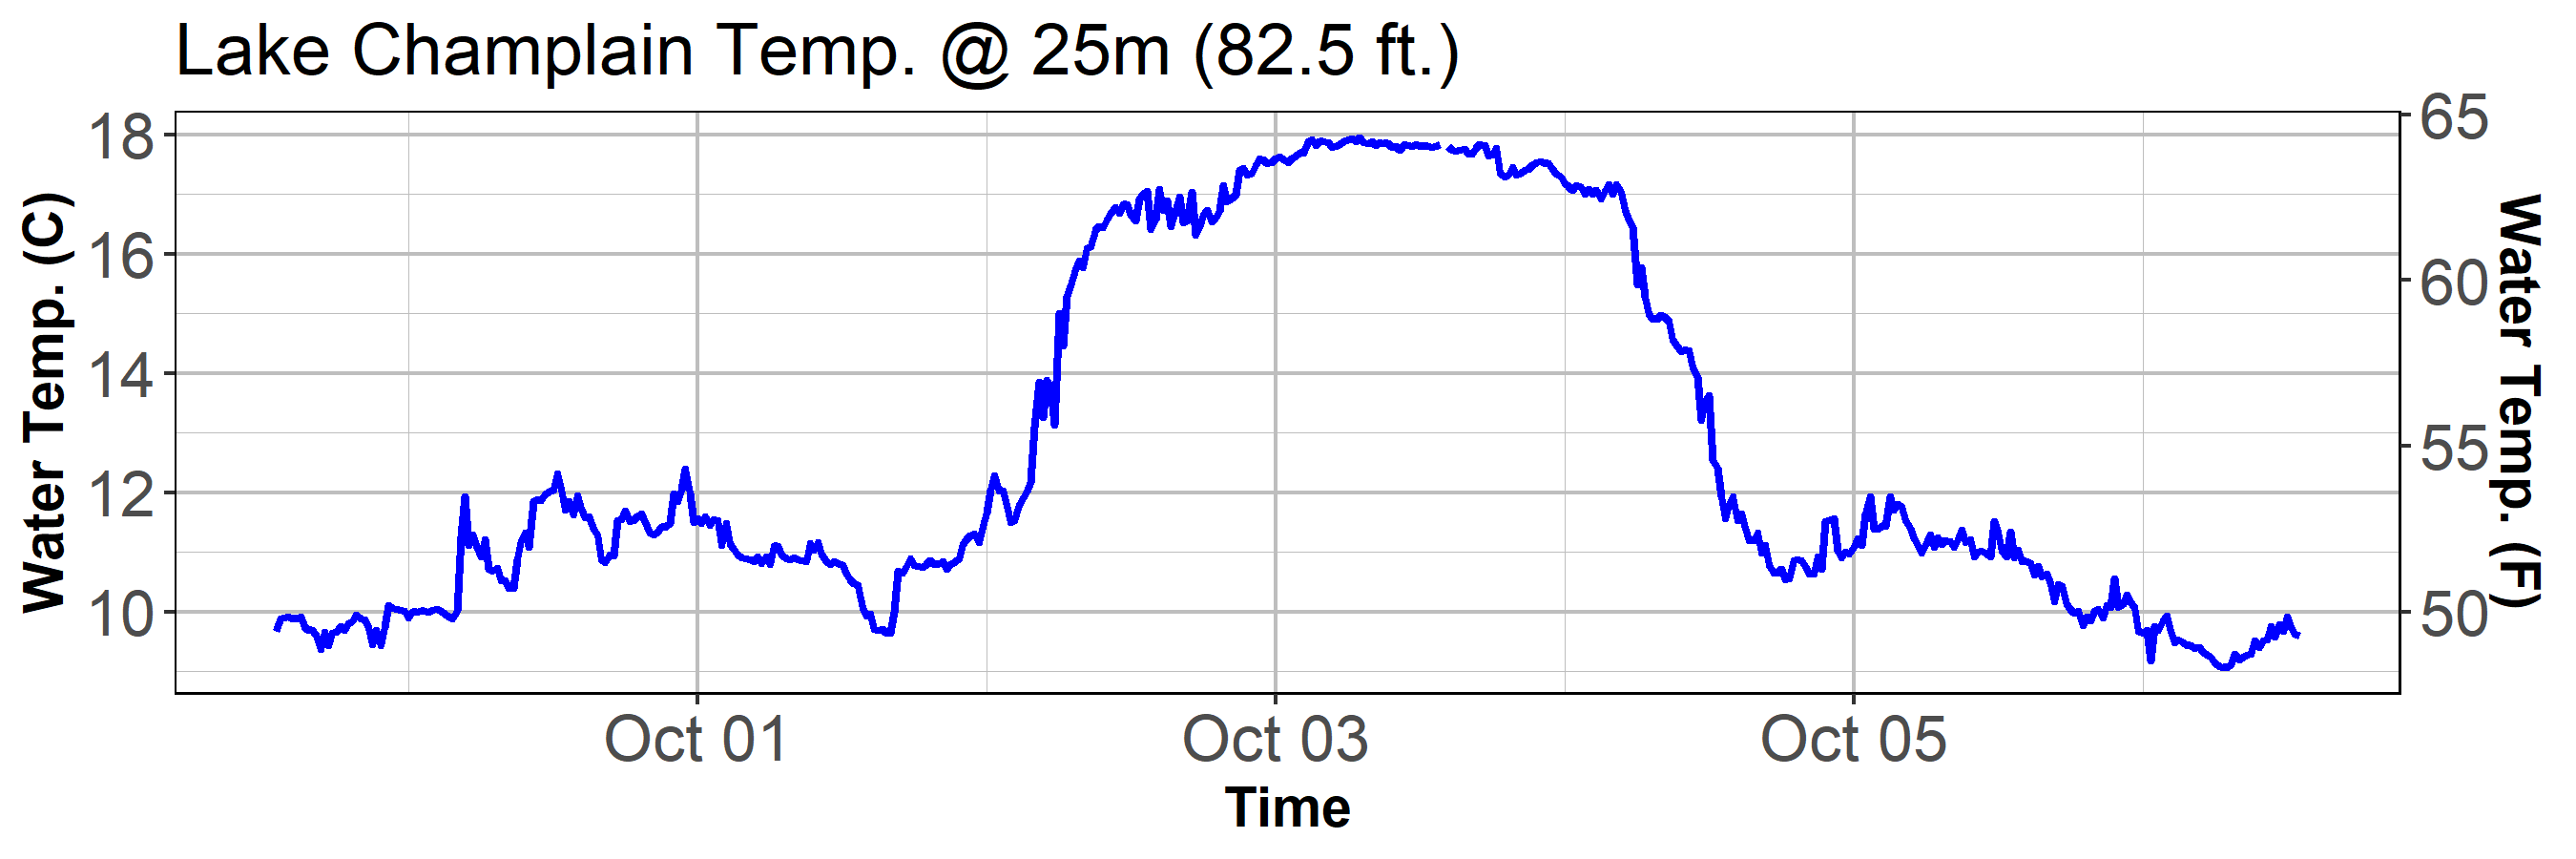 Lake Champlain Temp. @ 25m (82.5 ft.)
Water Temp. (C)
18
16
14
12
10
65
60
55
50
Water Temp. (F)
Oct 01 Oct 03 Oct 05
Time